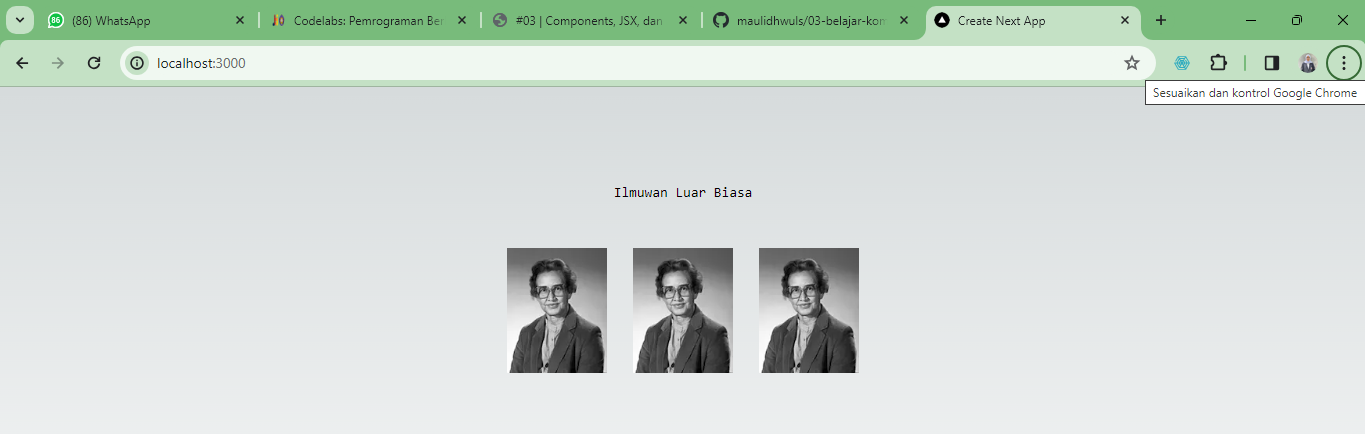 86 (86) WhatsApp
Codelabs: Pemrograman Ber
#03 | Components, JSX, dan
maulidhwuls/03-belajar-kom
Create Next App
localhost:3000
Sesuaikan dan kontrol Google Chrome
Ilmuwan Luar Biasa